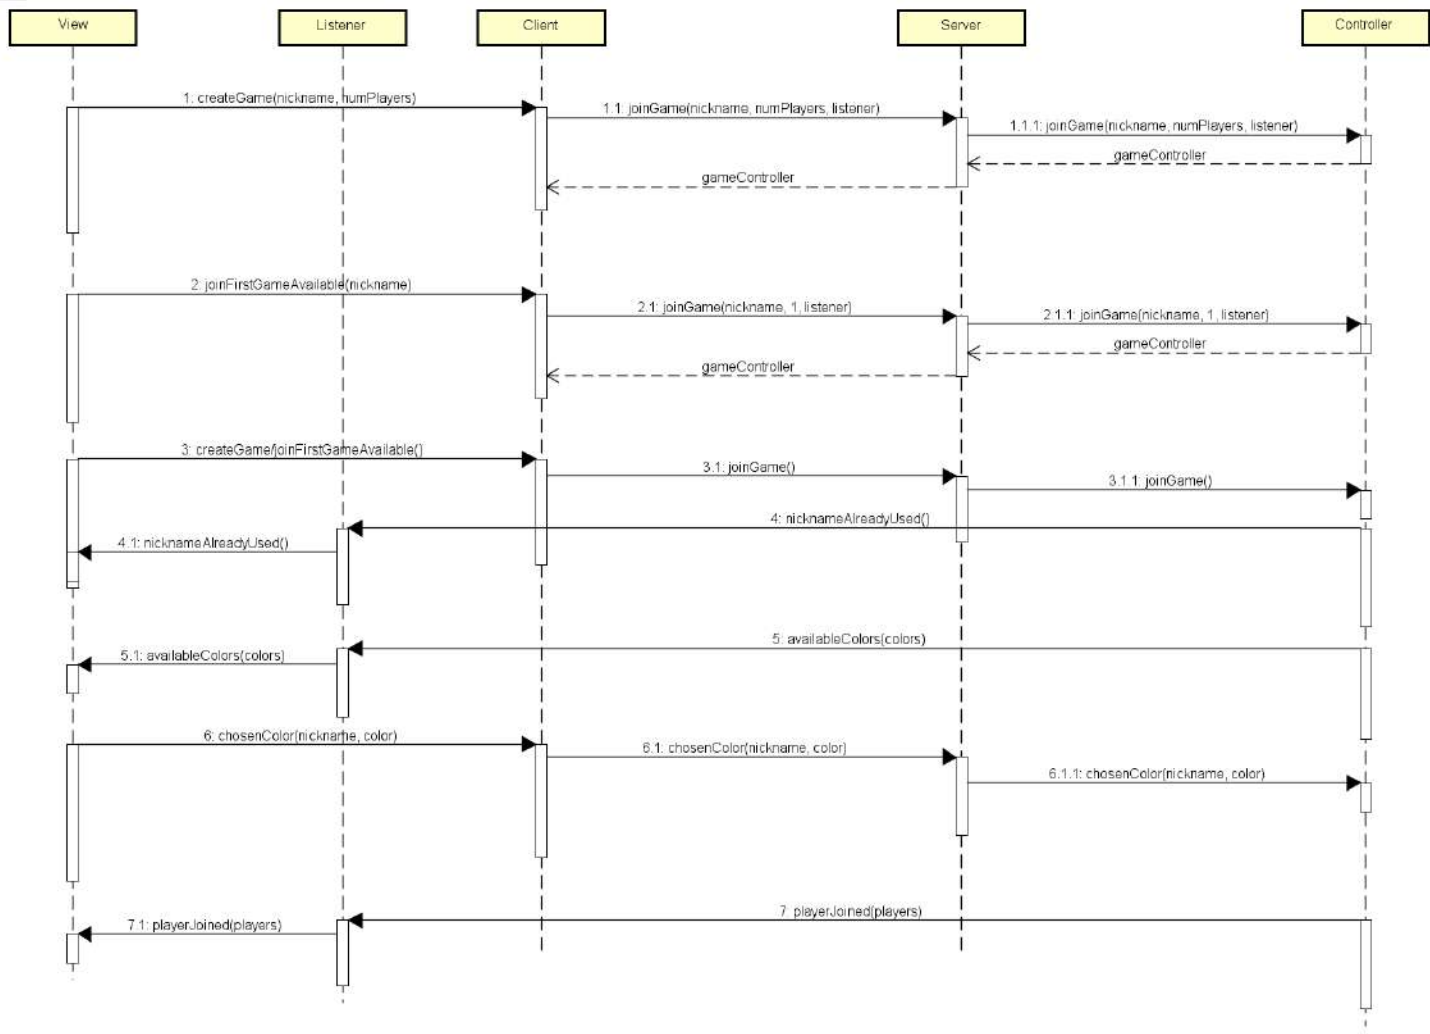 View
Listener
Client
Server
Controller
1: createGame(nickname, numPlayers)
1.1: joinGame(nickname, numPlayers, listener)
1.1.1: joinGame(nickname, numPlayers, listener)
gameController
gameController
2: joinFirstGameAvailable(nickname)
2.1: joinGame(nickname, 1, listener)
2.1.1: joinGame(nickname, 1, listener)
gameController
gameController
3: createGame/joinFirstGameAvailable()
3.1: joinGame()
3.1.1: joinGame()
4: nicknameAlreadyUsed()
4.1: nicknameAlreadyUsed()
5: availableColors(colors)
5.1: availableColors(colors)
6: chosenColor(nickname, color)
6.1: chosenColor(nickname, color)
6.1.1: chosenColor(nickname, color)
7: playerJoined(players)
7.1: playerJoined(players)